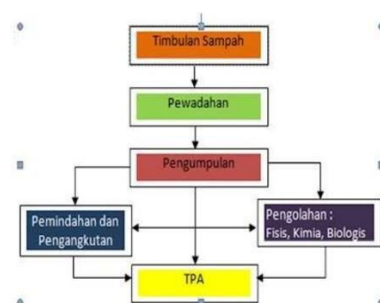 Timbulan Sampah
Pewadahan
Pengumpulan
Pemindahan dan
Pengangkutan
Pengolahan :
Fisis, Kimia, Biologis
TPA